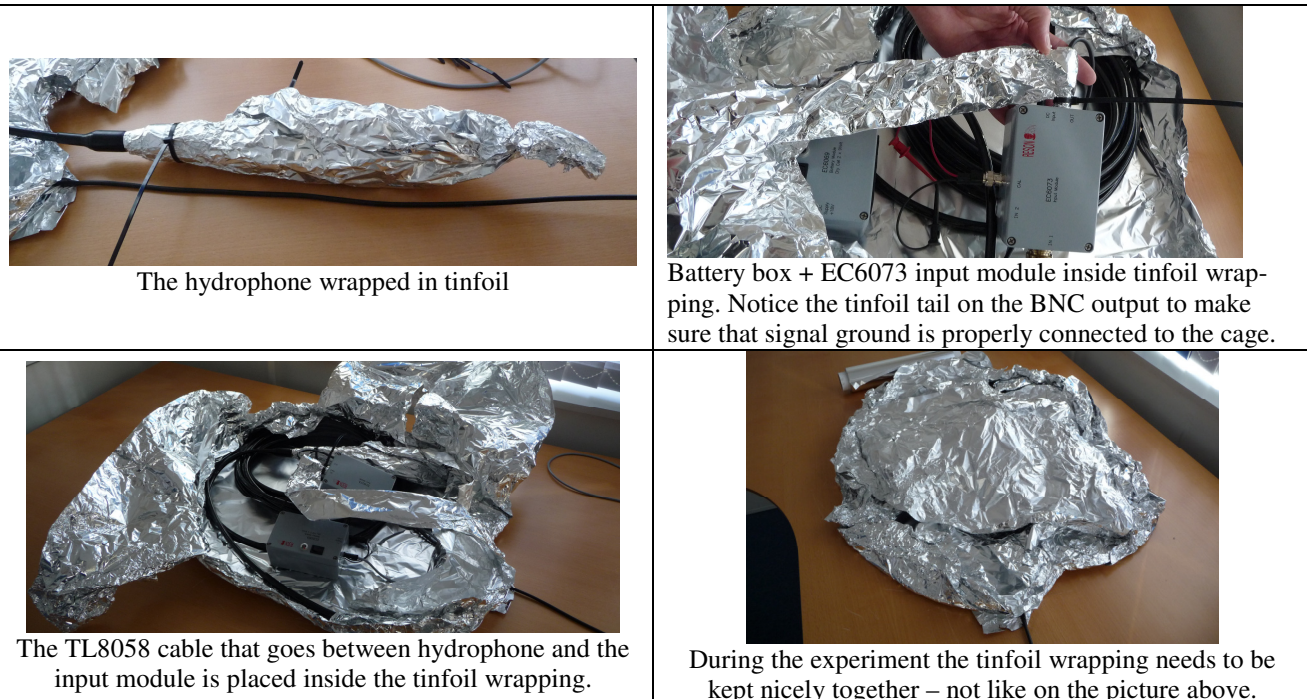 The hydrophone wrapped in tinfoil
RESON
EC6073
Battery box + EC6073 input module inside tinfoil wrap-
ping. Notice the tinfoil tail on the BNC output to make
sure that signal ground is properly connected to the cage.
The TL8058 cable that goes between hydrophone and the
input module is placed inside the tinfoil wrapping.
During the experiment the tinfoil wrapping needs to be
kept nicely together – not like on the picture above.